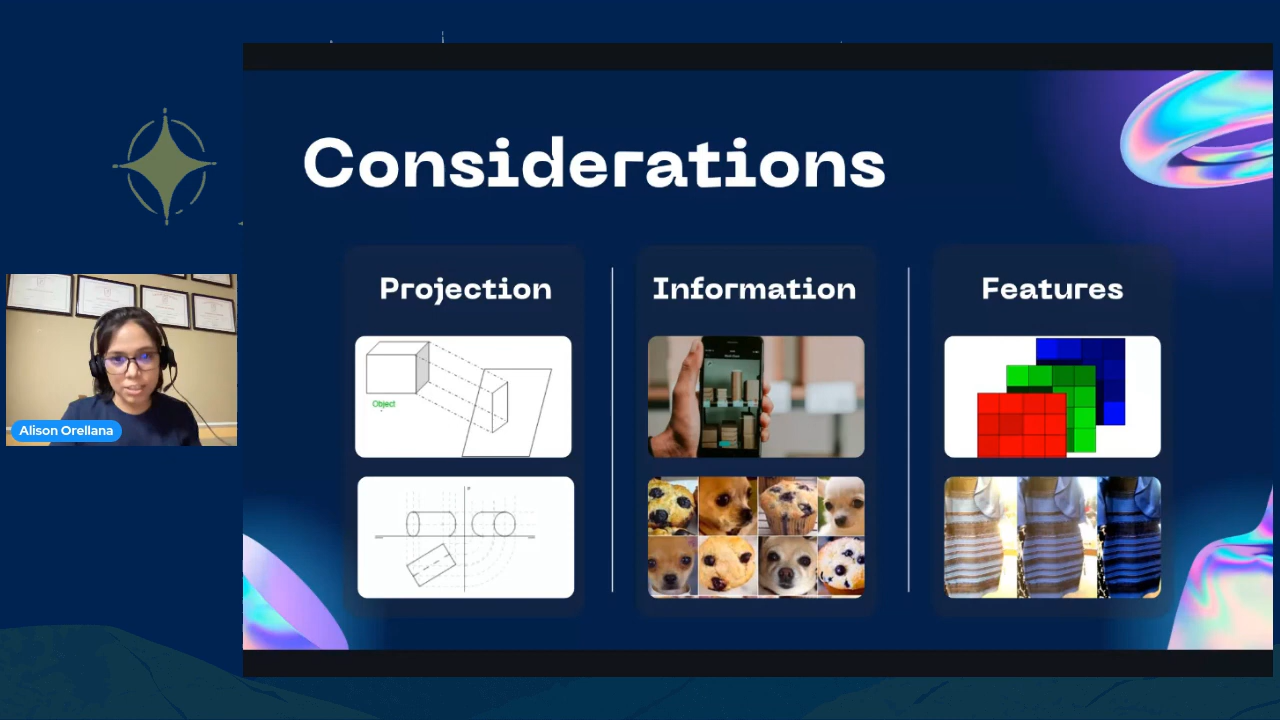 Considerations
Projection
Information
Features
Object
Alison Orellana